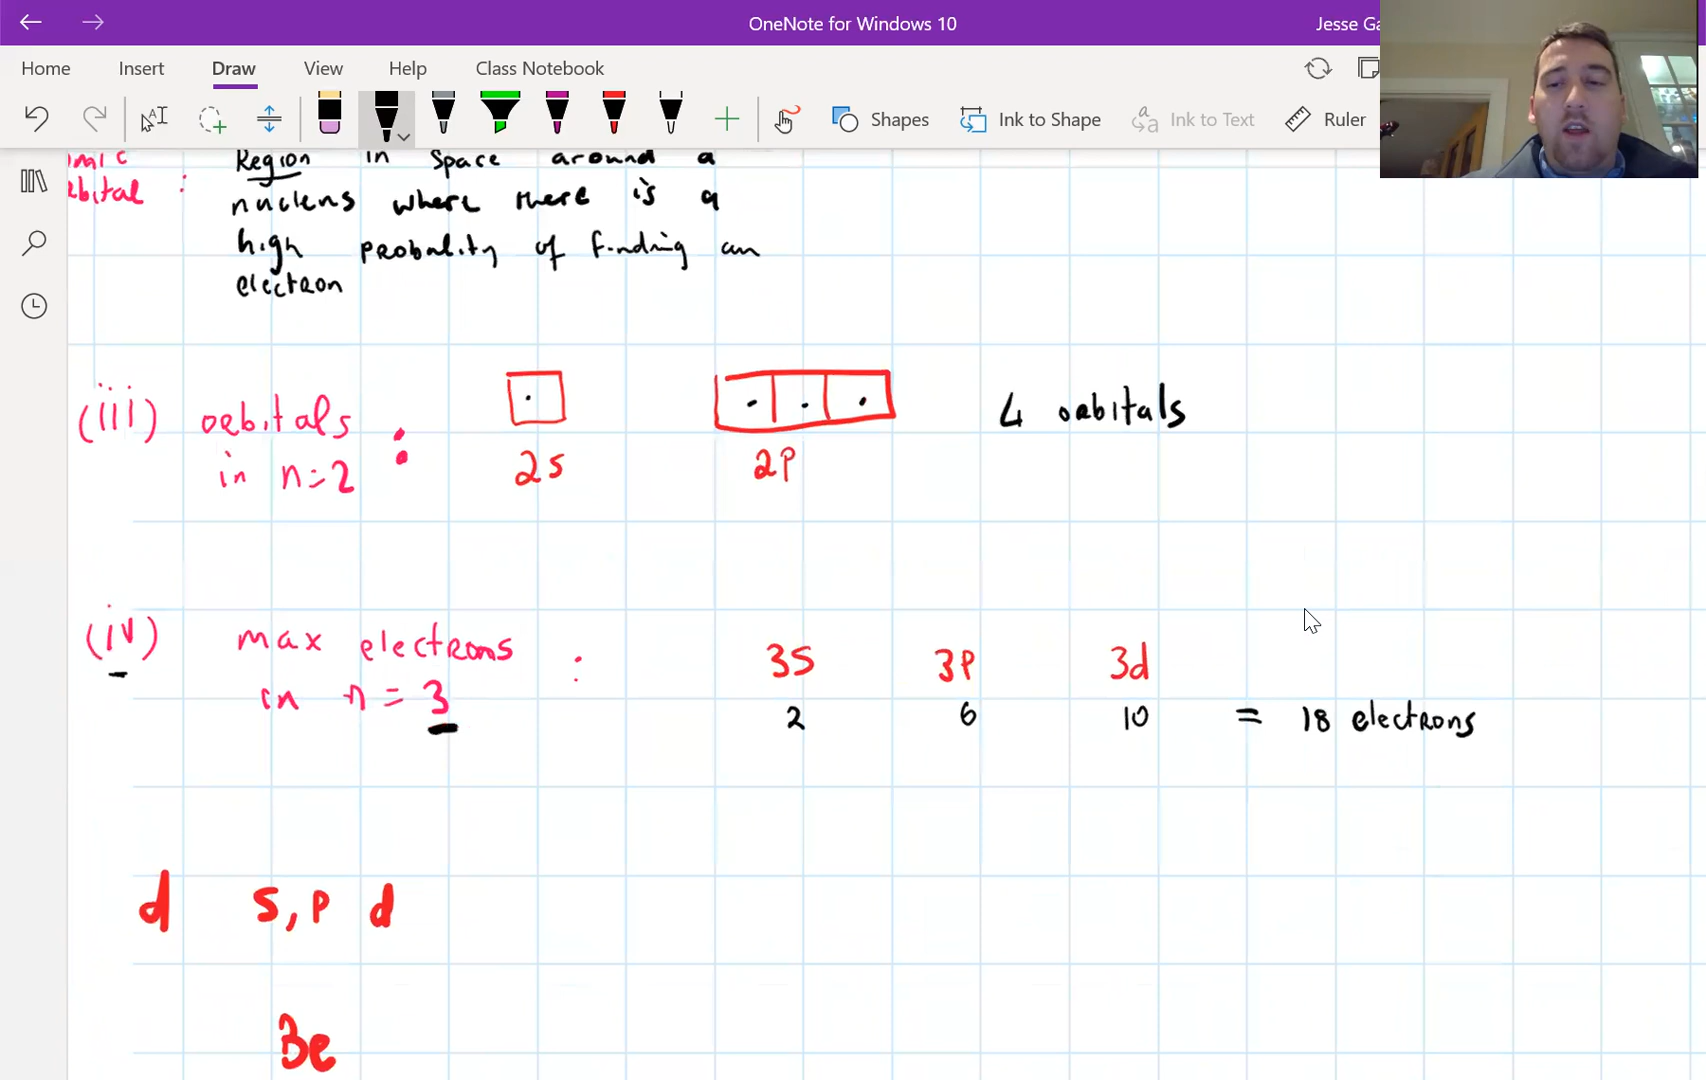 OneNote for Windows 10
Jesse Ga
Home Insert Draw View Help Class Notebook
Shapes Ink to Shape Ink to Text Ruler
omic
rbital :
Region in space around a
nucleus where there is a
high probality of finding an
electron
(iii) orbitals :
in n=2
2s 2p
4 orbitals
(iv) max electrons :
in n = 3
3s 3p 3d
2 6 10 = 18 electrons
d s, p d
Be